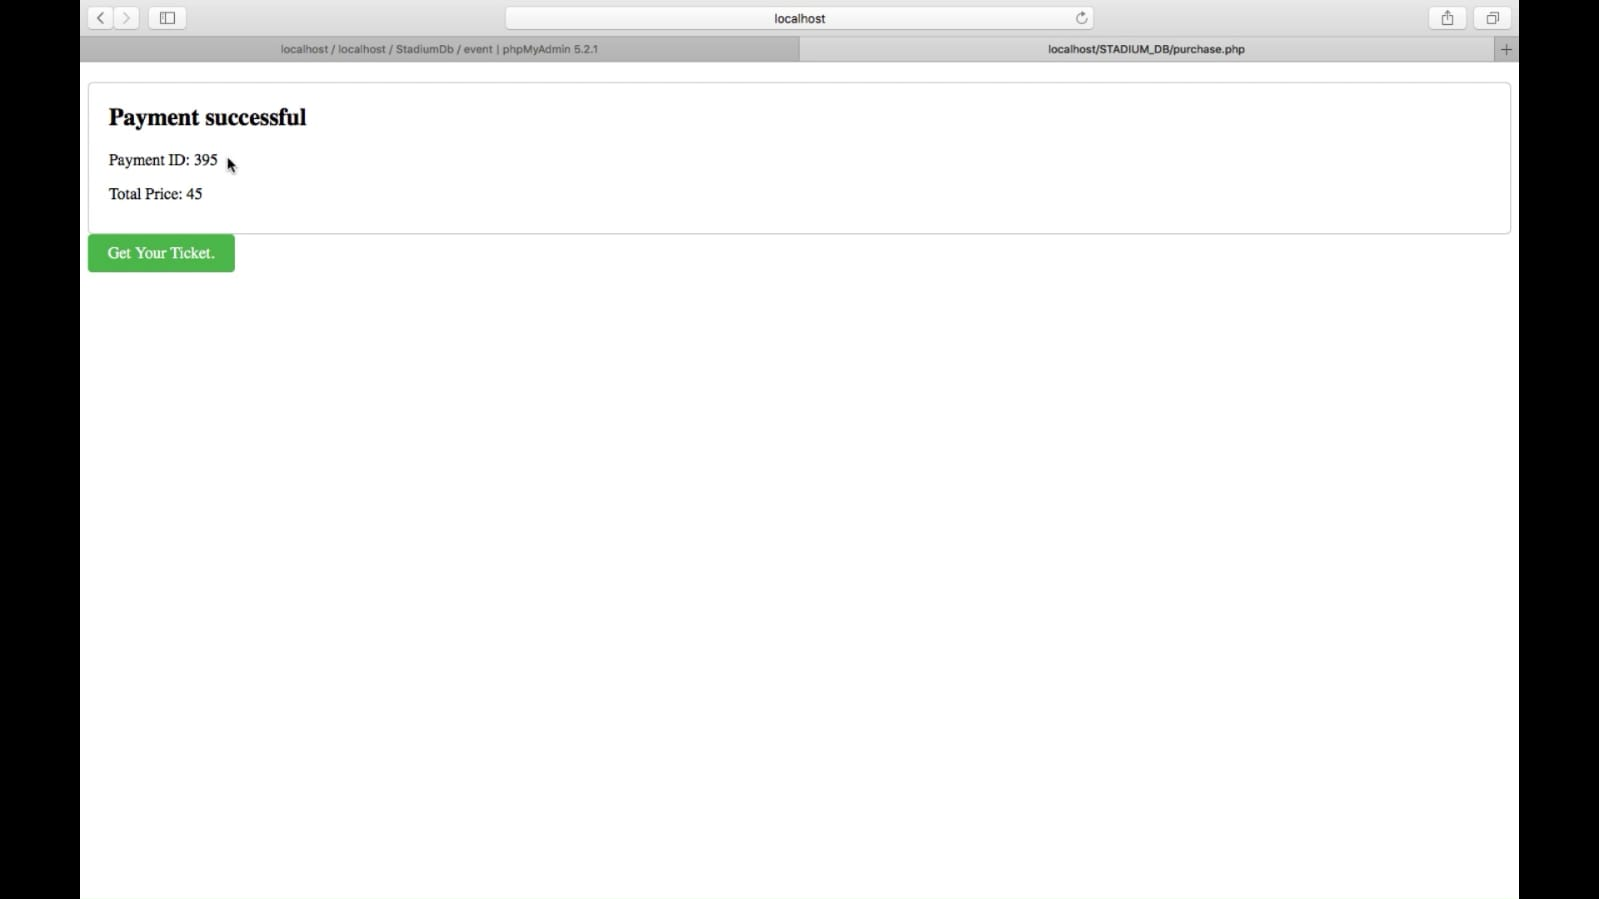 localhost
localhost / localhost / StadiumDb / event | phpMyAdmin 5.2.1
localhost/STADIUM_DB/purchase.php
Payment successful
Payment ID: 395
Total Price: 45
Get Your Ticket.